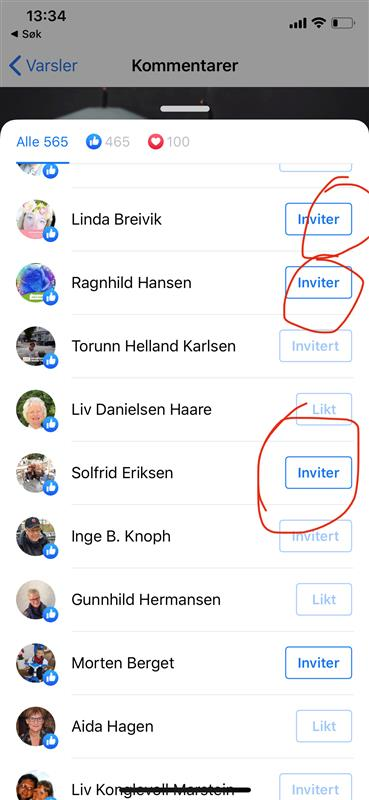 13:34
Søk
Varsler
Kommentarer
Alle 565 465 100
Linda Breivik Inviter
Ragnhild Hansen Inviter
Torunn Helland Karlsen Invitert
Liv Danielsen Haare Likt
Solfrid Eriksen Inviter
Inge B. Knoph Invitert
Gunnhild Hermansen Likt
Morten Berget Inviter
Aida Hagen Likt
Liv Konglevoll Marstein Invitert